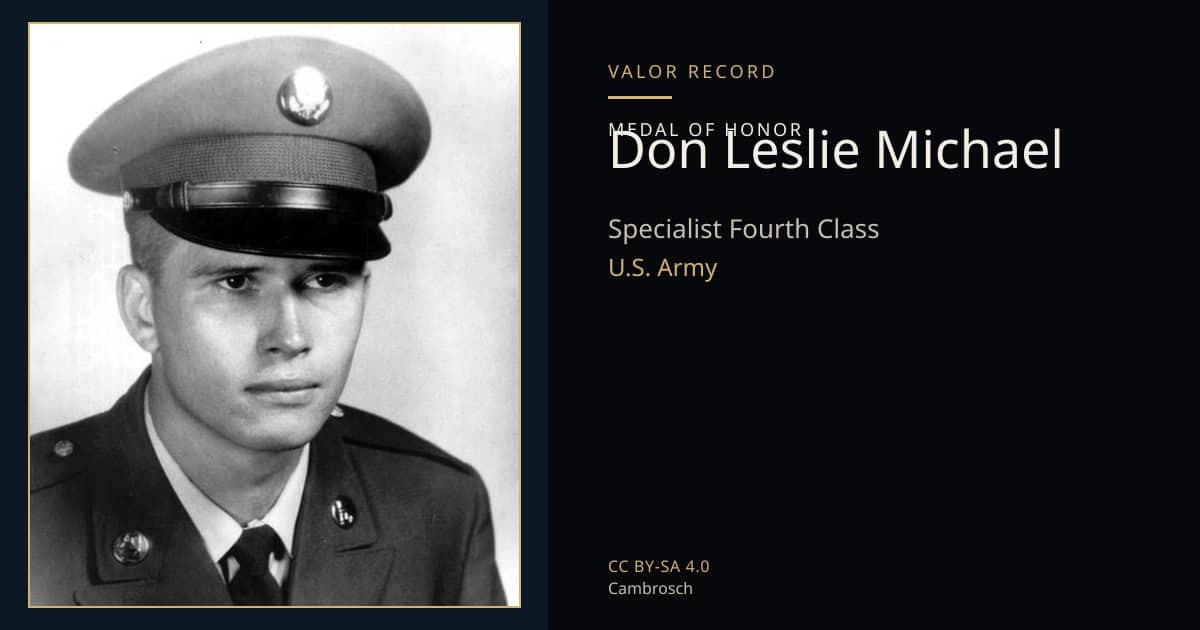 VALOR RECORD
MEDAL OF HONOR
Don Leslie Michael
Specialist Fourth Class
U.S. Army
CC BY-SA 4.0
Cambrosch